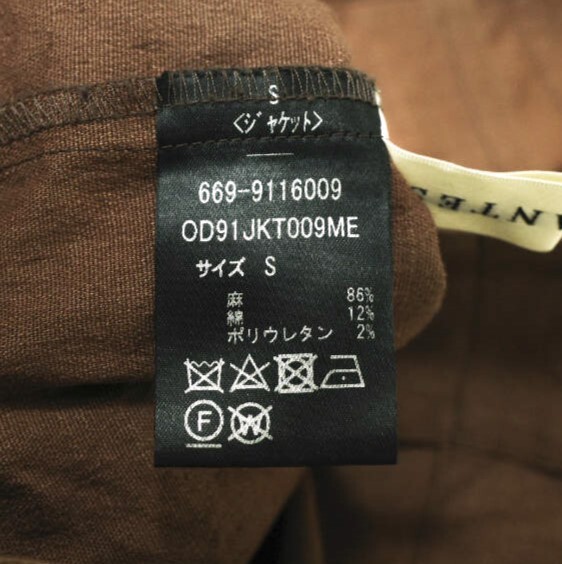 S
〈ジャケット〉
669-9116009
OD91JKT009ME
サイズ S
麻 86%
綿 12%
ポリウレタン 2%
F W